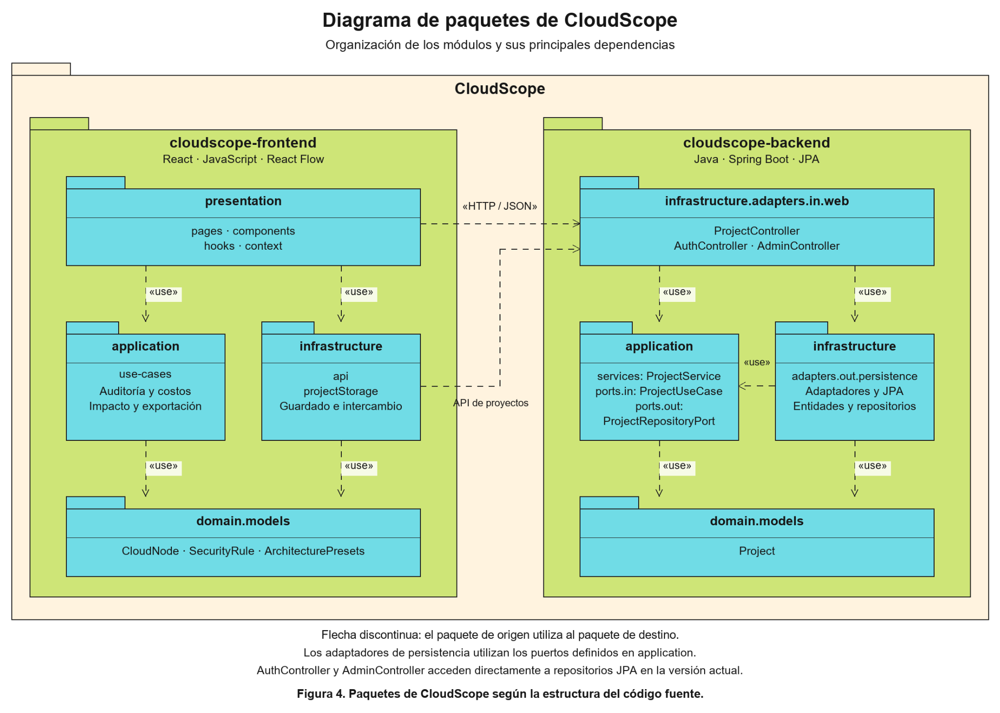 Diagrama de paquetes de CloudScope
Organización de los módulos y sus principales dependencias
CloudScope
cloudscope-frontend
React · JavaScript · React Flow
presentation
pages · components
hooks · context
«use»
«use»
application
use-cases
Auditoría y costos
Impacto y exportación
infrastructure
api
projectStorage
Guardado e intercambio
«use»
«use»
domain.models
CloudNode · SecurityRule · ArchitecturePresets
«HTTP / JSON»
API de proyectos
cloudscope-backend
Java · Spring Boot · JPA
infrastructure.adapters.in.web
ProjectController
AuthController · AdminController
«use»
«use»
application
services: ProjectService
ports.in: ProjectUseCase
ports.out:
ProjectRepositoryPort
«use»
infrastructure
adapters.out.persistence
Adaptadores y JPA
Entidades y repositorios
«use»
«use»
domain.models
Project
Flecha discontinua: el paquete de origen utiliza al paquete de destino.
Los adaptadores de persistencia utilizan los puertos definidos en application.
AuthController y AdminController acceden directamente a repositorios JPA en la versión actual.
Figura 4. Paquetes de CloudScope según la estructura del código fuente.